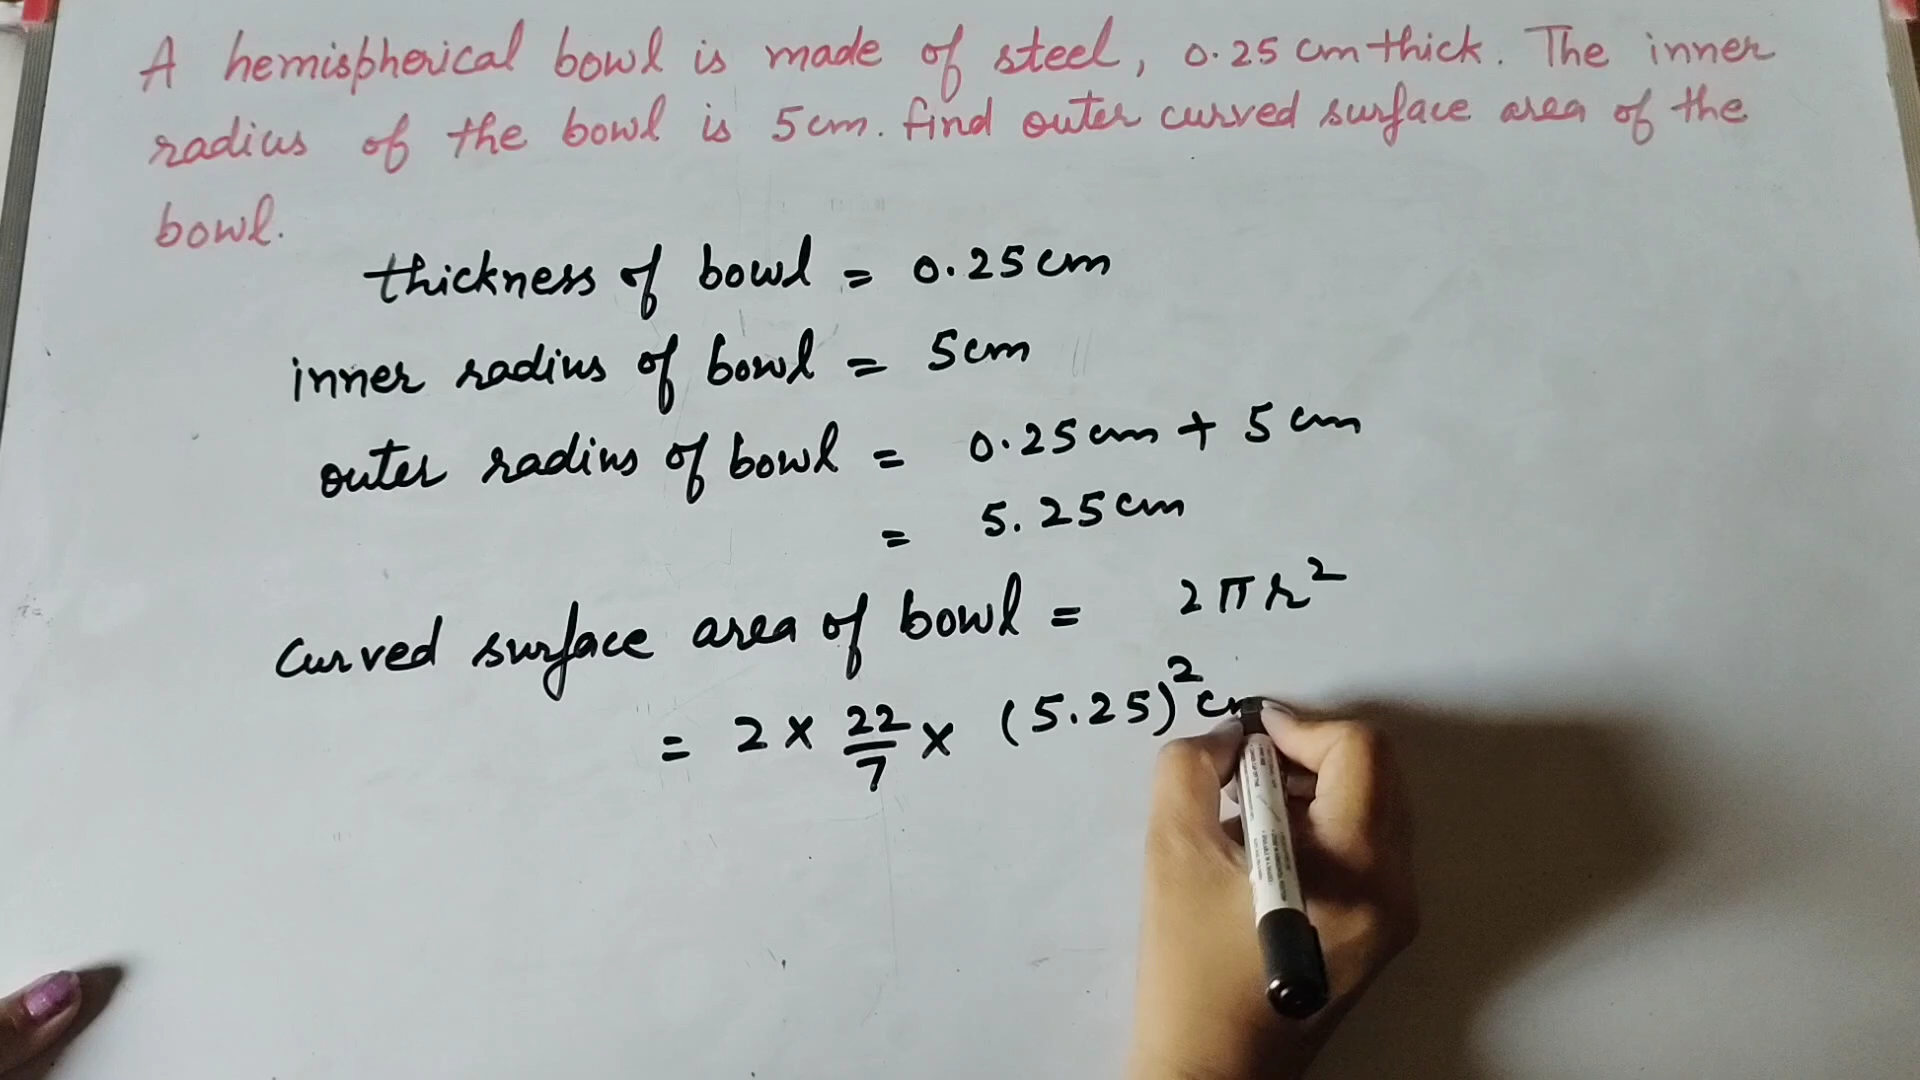 A hemispherical bowl is made of steel, 0.25 cm thick. The inner
radius of the bowl is 5cm. find outer curved surface area of the
bowl.
thickness of bowl = 0.25cm
inner radius of bowl = 5cm
outer radius of bowl = 0.25cm + 5cm
= 5.25cm
Curved surface area of bowl = 2πr²
= 2 × 22/7 × (5.25)² cm